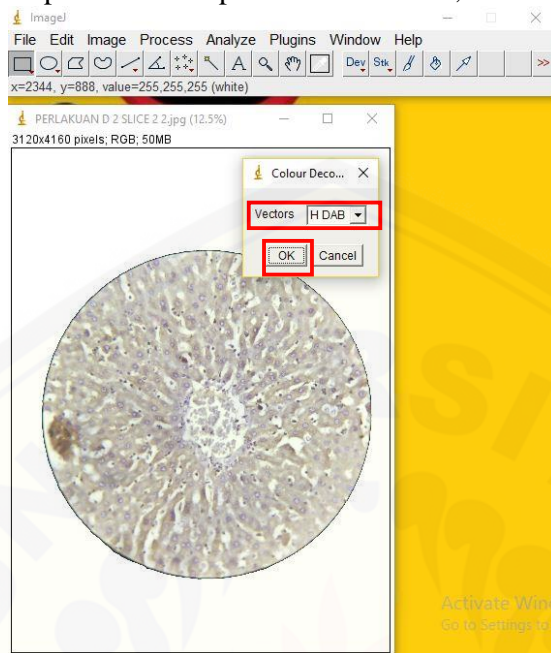 ImageJ
File Edit Image Process Analyze Plugins Window Help
A Dev Stk >>
x=2344, y=888, value=255,255,255 (white)
PERLAKUAN D 2 SLICE 2 2.jpg (12.5%)
3120x4160 pixels; RGB; 50MB
Colour Deco...
Vectors H DAB
OK Cancel
Activate Win
Go to Settings to